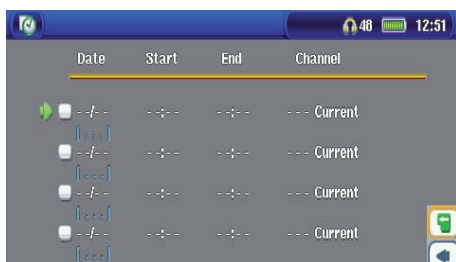 48 12:51
Date Start End Channel
--/-- --:-- --:-- --- Current
[...]
--/-- --:-- --:-- --- Current
[...]
--/-- --:-- --:-- --- Current
[...]
--/-- --:-- --:-- --- Current
[...]